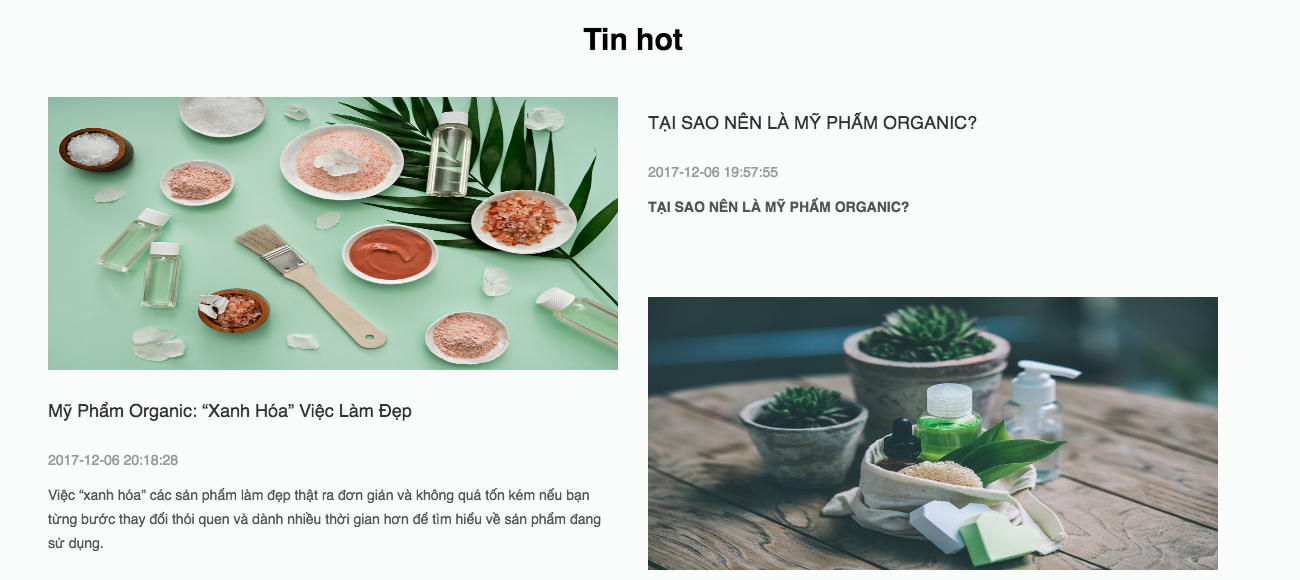 Tin hot
Mỹ Phẩm Organic: “Xanh Hóa” Việc Làm Đẹp
2017-12-06 20:18:28
Việc “xanh hóa” các sản phẩm làm đẹp thật ra đơn giản và không quá tốn kém nếu bạn
từng bước thay đổi thói quen và dành nhiều thời gian hơn để tìm hiểu về sản phẩm đang
sử dụng.
TẠI SAO NÊN LÀ MỸ PHẨM ORGANIC?
2017-12-06 19:57:55
TẠI SAO NÊN LÀ MỸ PHẨM ORGANIC?